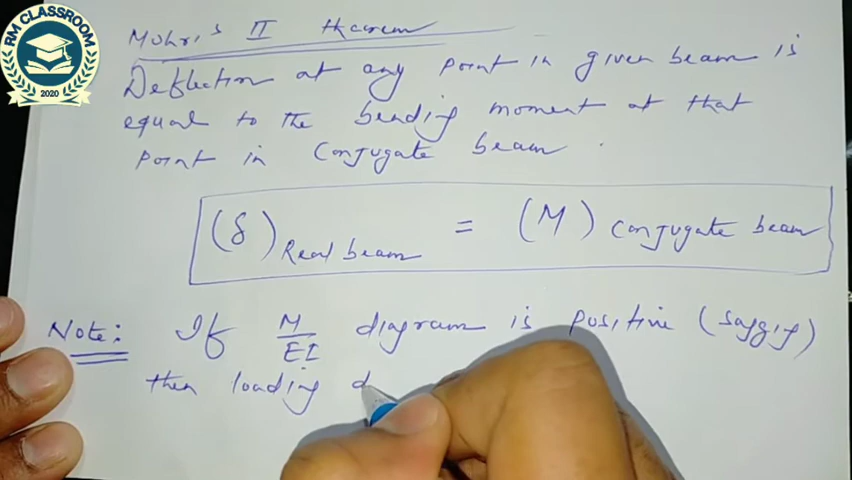 RM CLASSROOM
2020
Mohr's II theorem
Deflection at any point in given beam is
equal to the bending moment at that
point in conjugate beam.
(δ) Real beam = (M) conjugate beam
Note: If M/EI diagram is positive (sagging)
then loading d